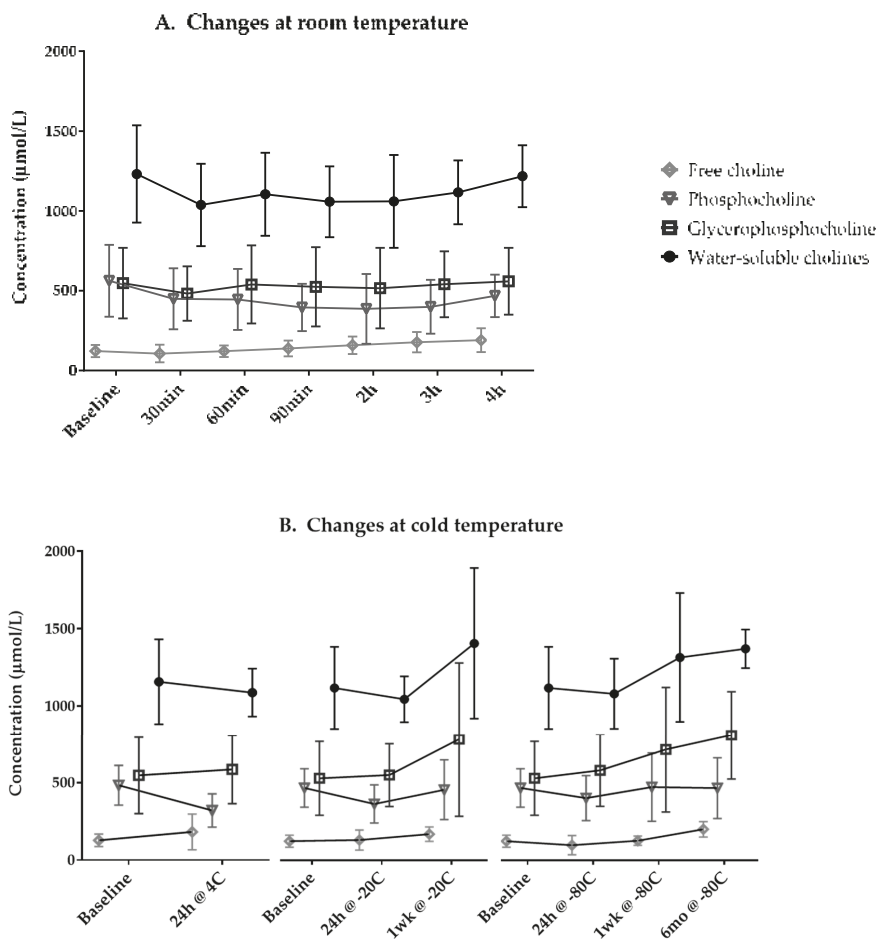 A. Changes at room temperature
2000
1500
1000
500
0
Concentration (µmol/L)
Baseline
30min
60min
90min
2h
3h
4h
Free choline
Phosphocholine
Glycerophosphocholine
Water-soluble cholines
B. Changes at cold temperature
2000
1500
1000
500
0
Concentration (µmol/L)
Baseline
24h @ 4C
Baseline
24h @ -20C
1wk @ -20C
Baseline
24h @ -80C
1wk @ -80C
6mo @ -80C